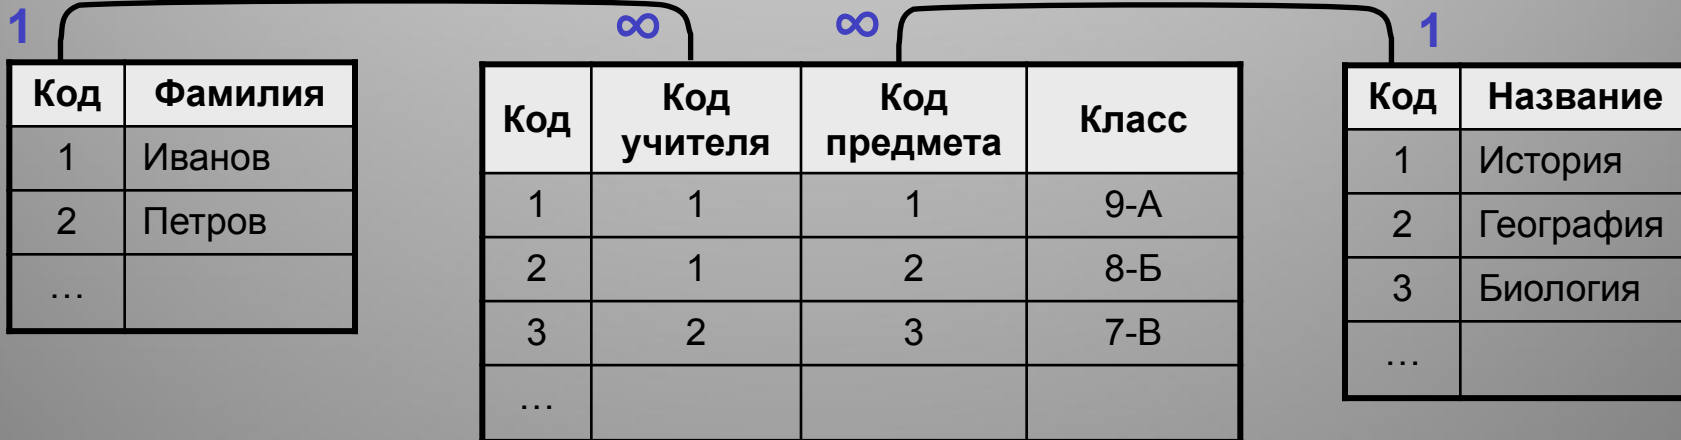 1 ∞ ∞ 1
Код Фамилия
1 Иванов
2 Петров
…
Код Код учителя Код предмета Класс
1 1 1 9-А
2 1 2 8-Б
3 2 3 7-В
…
Код Название
1 История
2 География
3 Биология
…